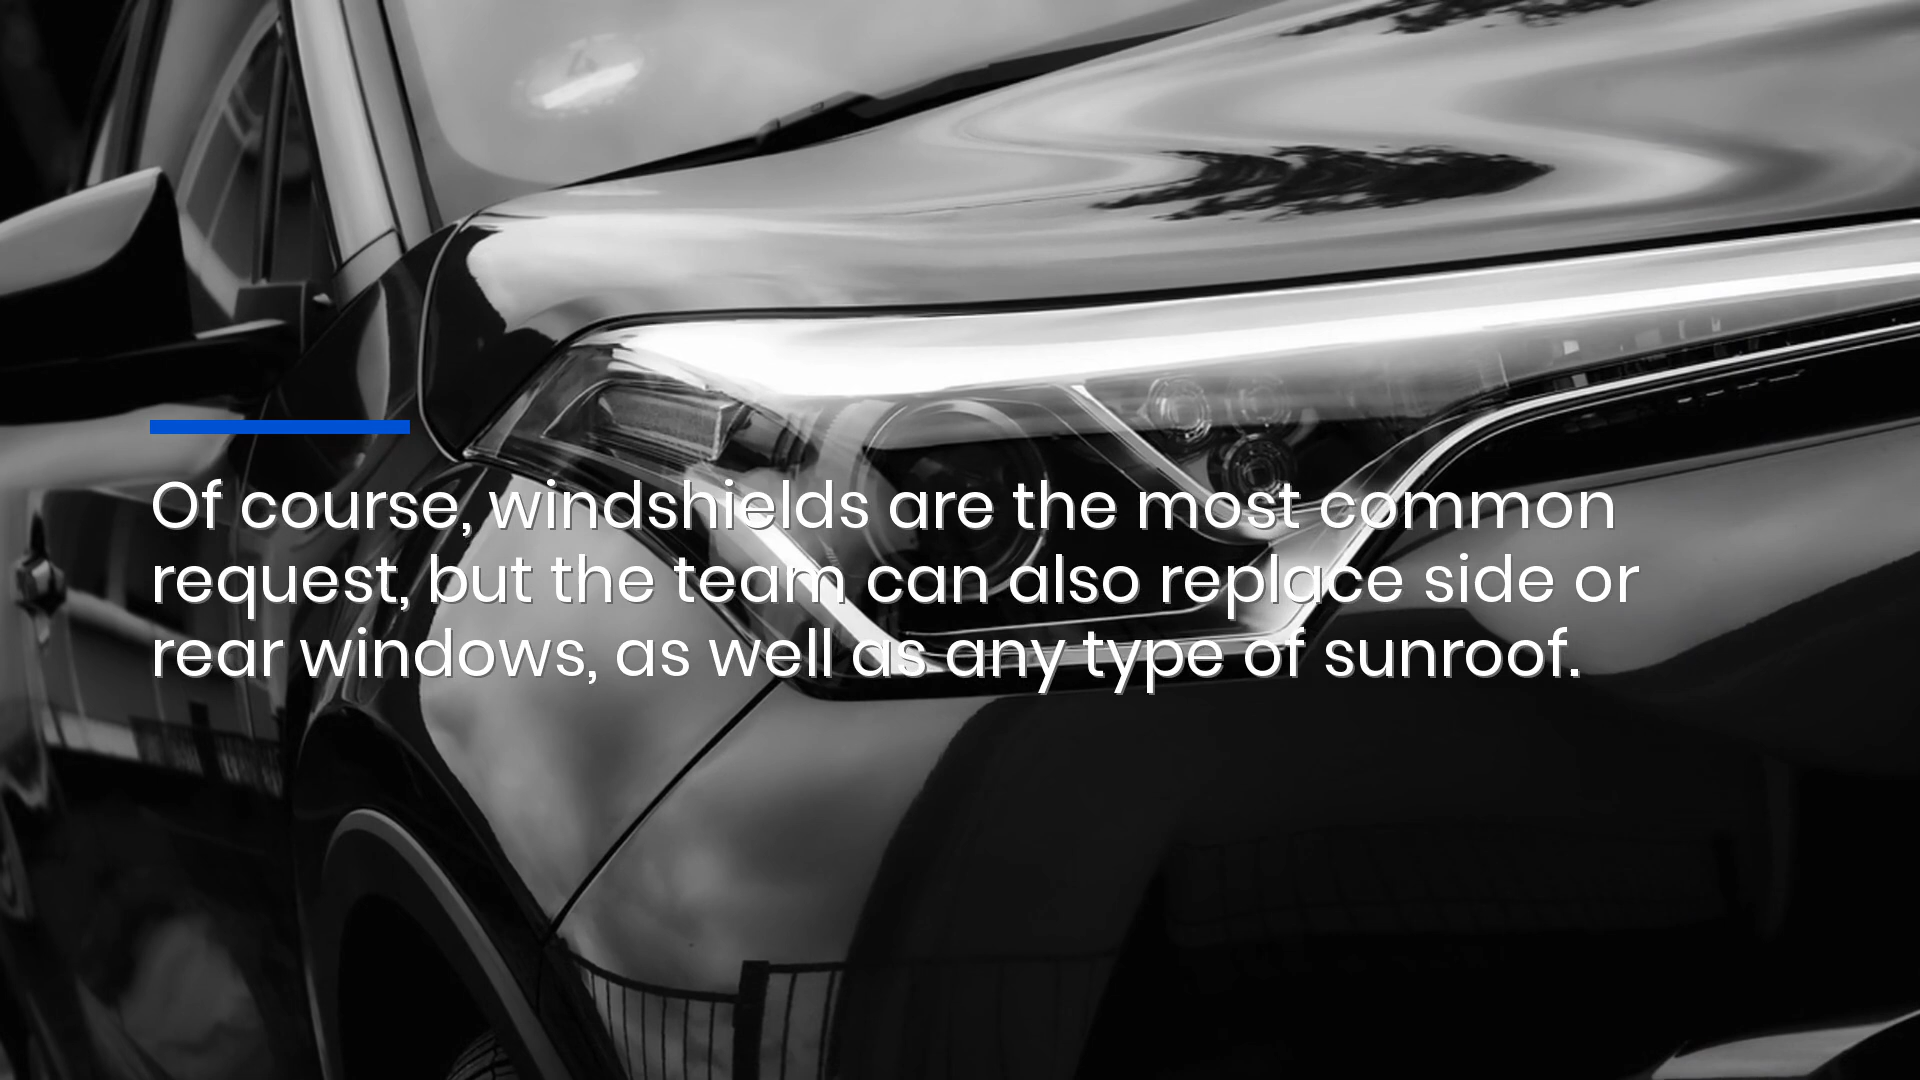 Of course, windshields are the most common
request, but the team can also replace side or
rear windows, as well as any type of sunroof.